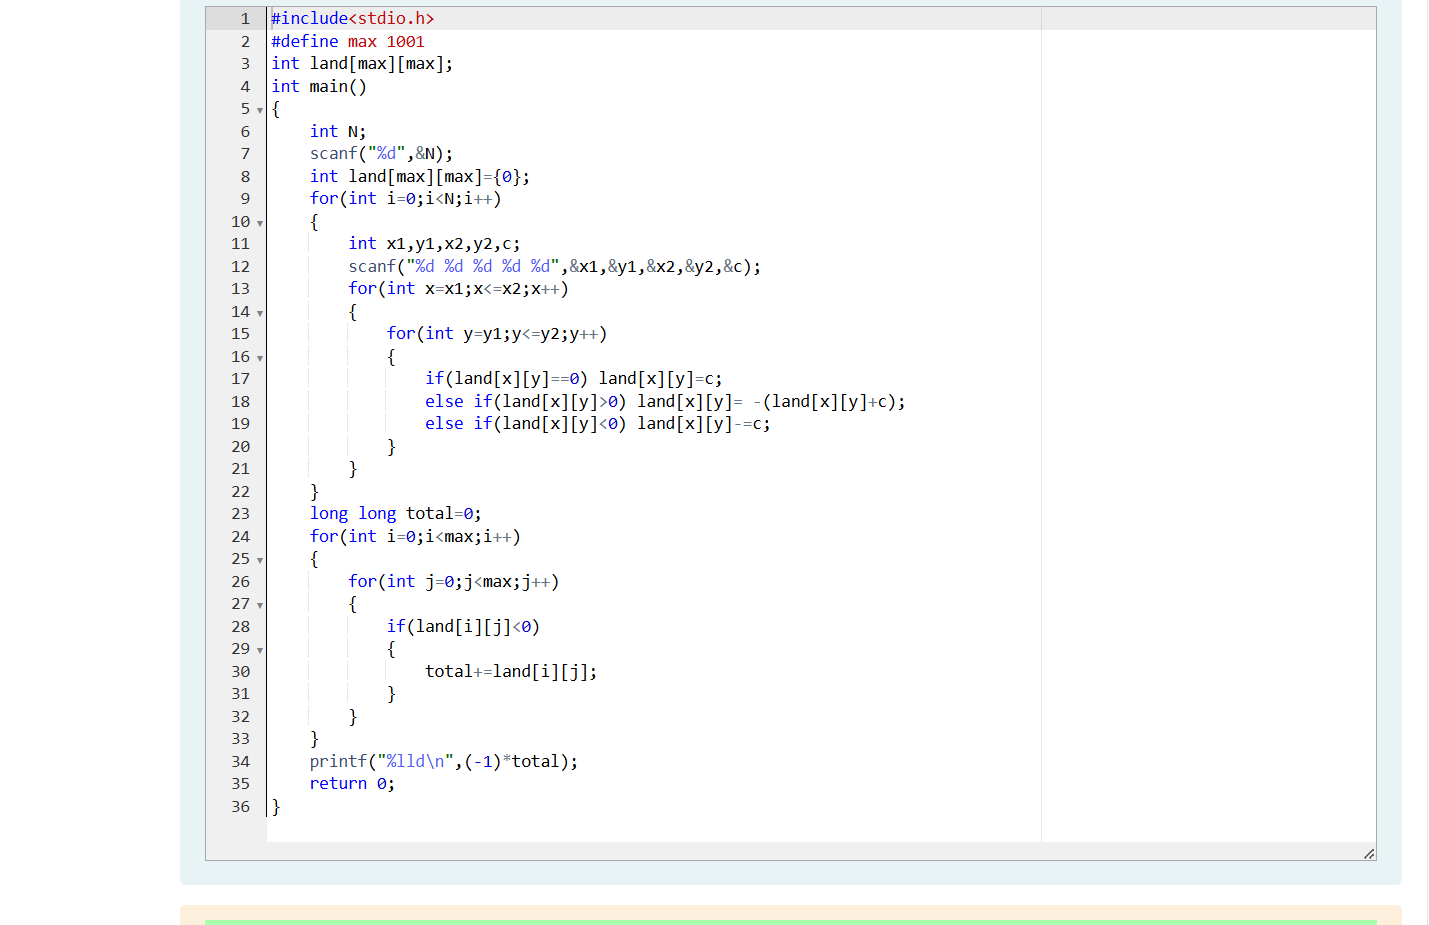 1 #include<stdio.h>
2 #define max 1001
3 int land[max][max];
4 int main()
5 {
6     int N;
7     scanf("%d",&N);
8     int land[max][max]={0};
9     for(int i=0;i<N;i++)
10     {
11         int x1,y1,x2,y2,c;
12         scanf("%d %d %d %d %d",&x1,&y1,&x2,&y2,&c);
13         for(int x=x1;x<=x2;x++)
14         {
15             for(int y=y1;y<=y2;y++)
16             {
17                 if(land[x][y]==0) land[x][y]=c;
18                 else if(land[x][y]>0) land[x][y]= -(land[x][y]+c);
19                 else if(land[x][y]<0) land[x][y]-=c;
20             }
21         }
22     }
23     long long total=0;
24     for(int i=0;i<max;i++)
25     {
26         for(int j=0;j<max;j++)
27         {
28             if(land[i][j]<0)
29             {
30                 total+=land[i][j];
31             }
32         }
33     }
34     printf("%lld\n",(-1)*total);
35     return 0;
36 }